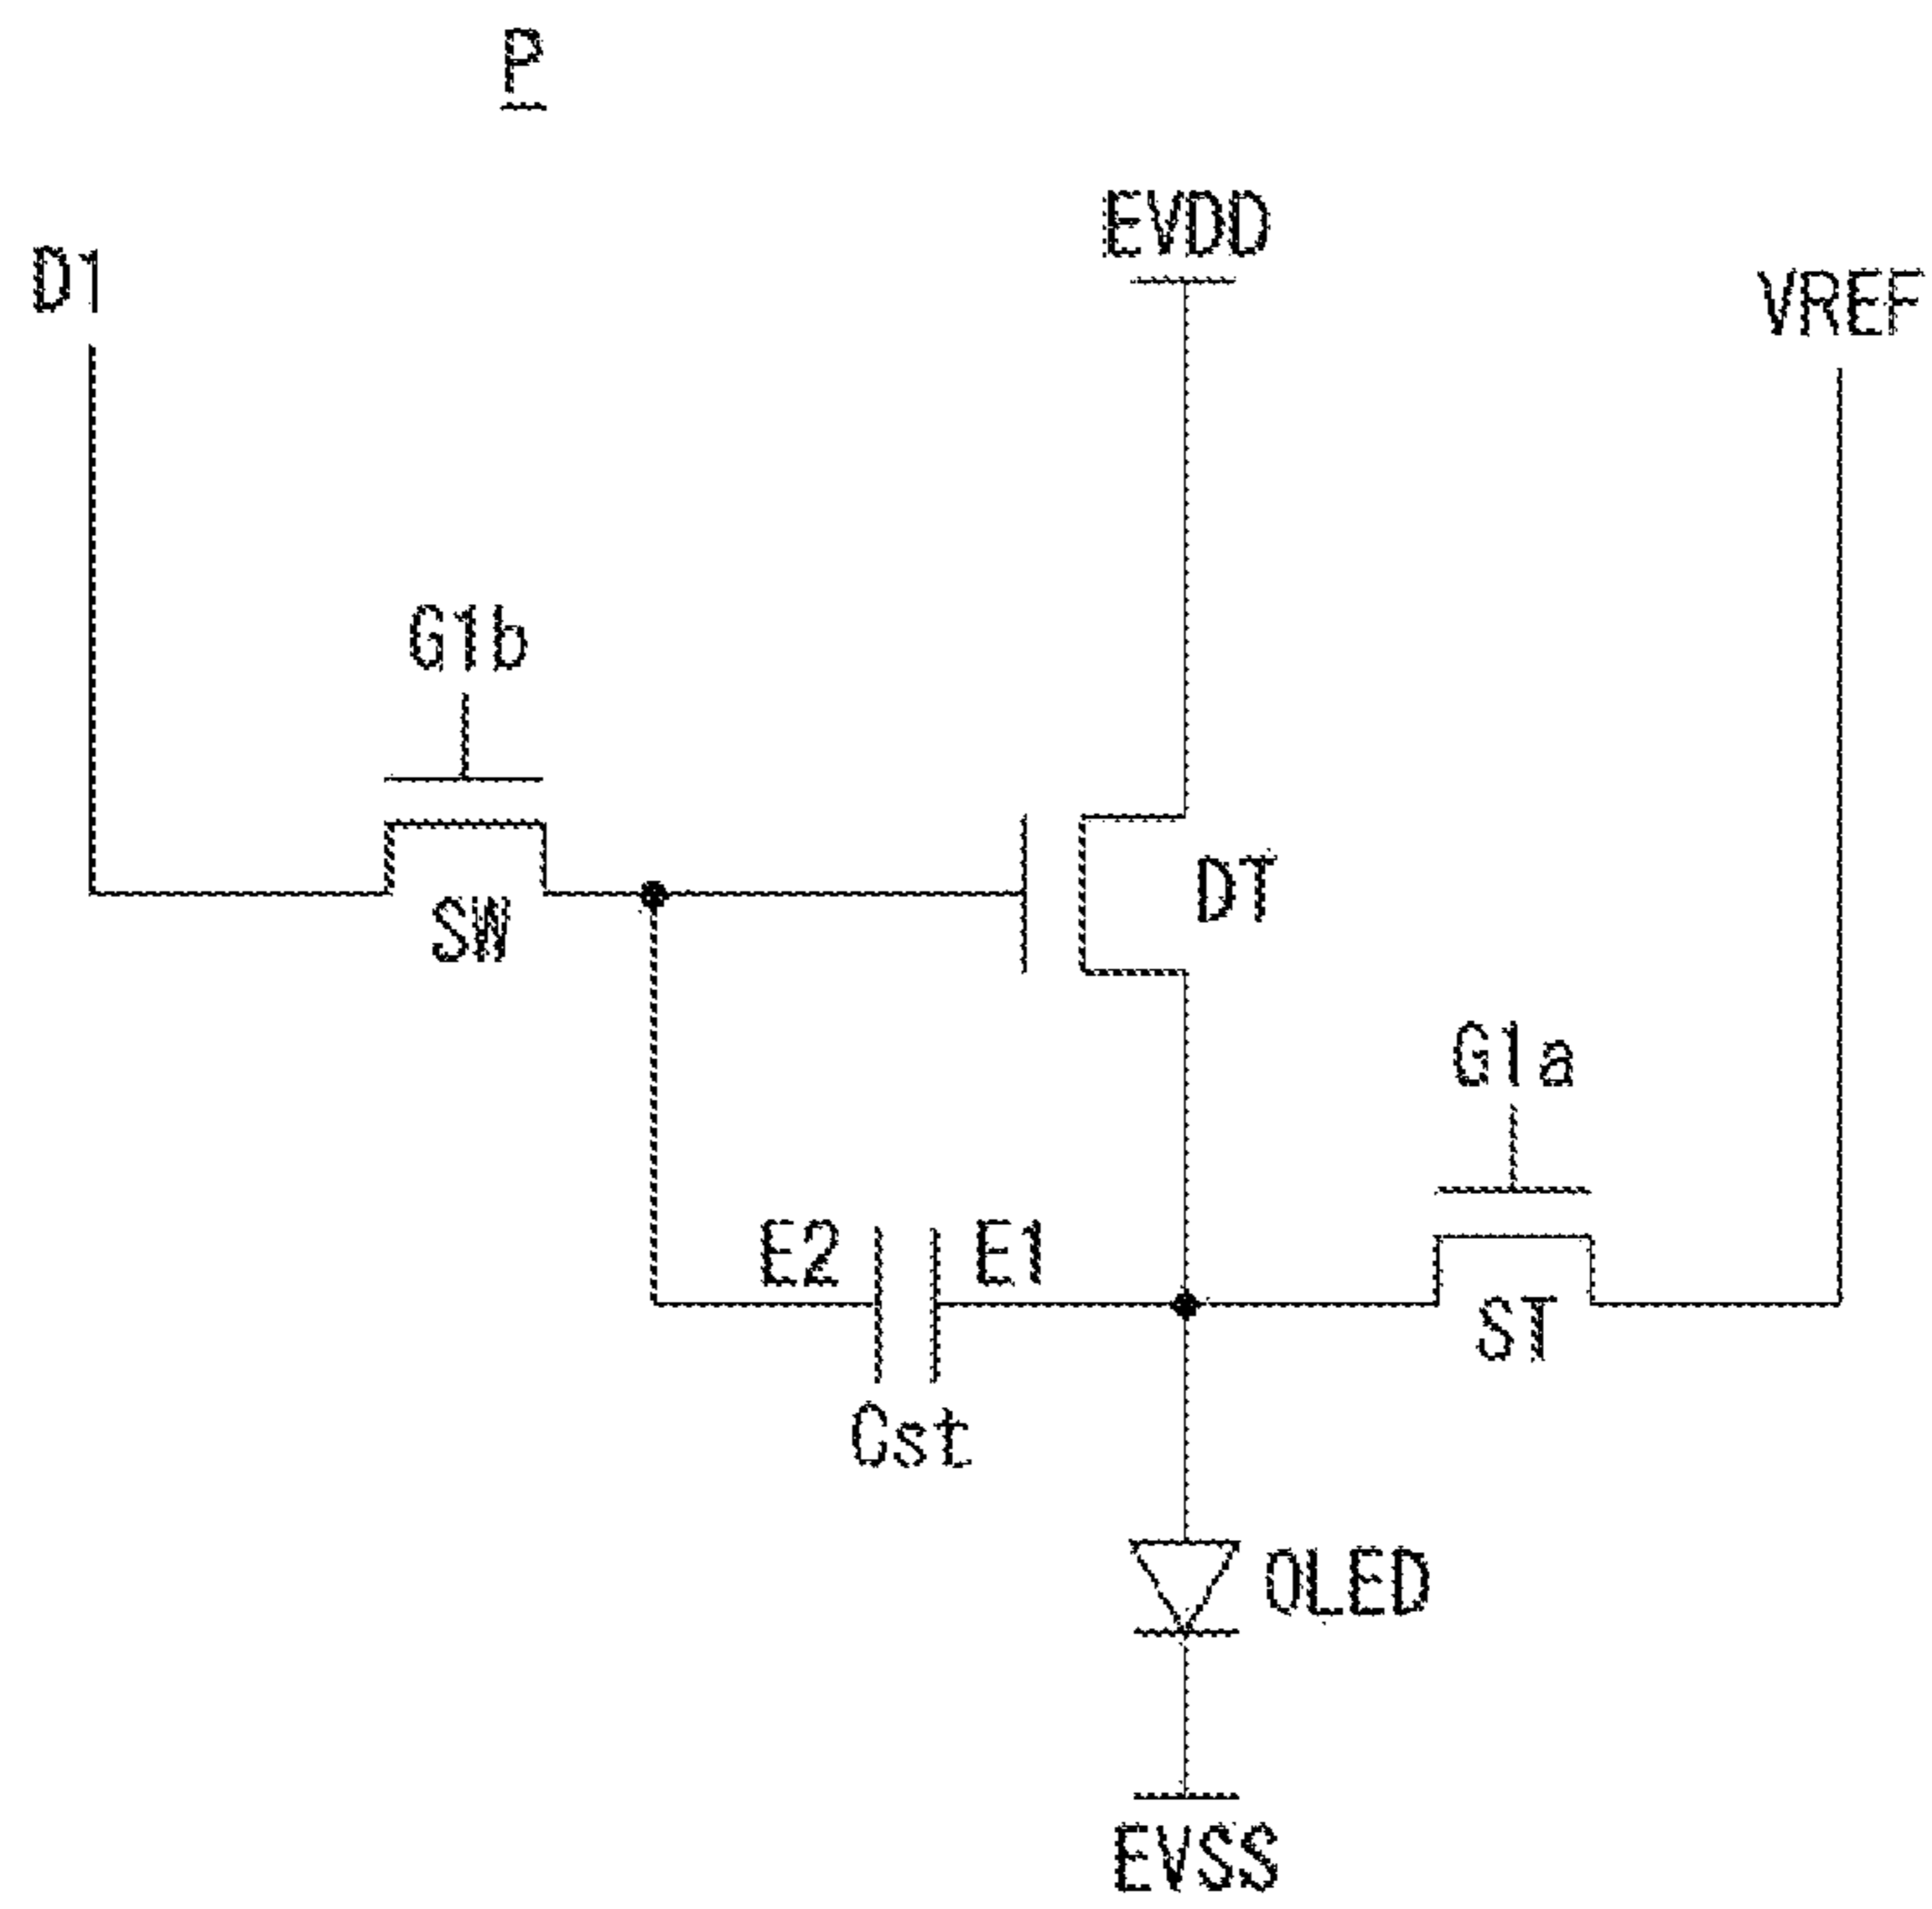 P
EVDD
D1
VREF
G1b
DT
SW
G1a
E2
E1
ST
Cst
OLED
EVSS